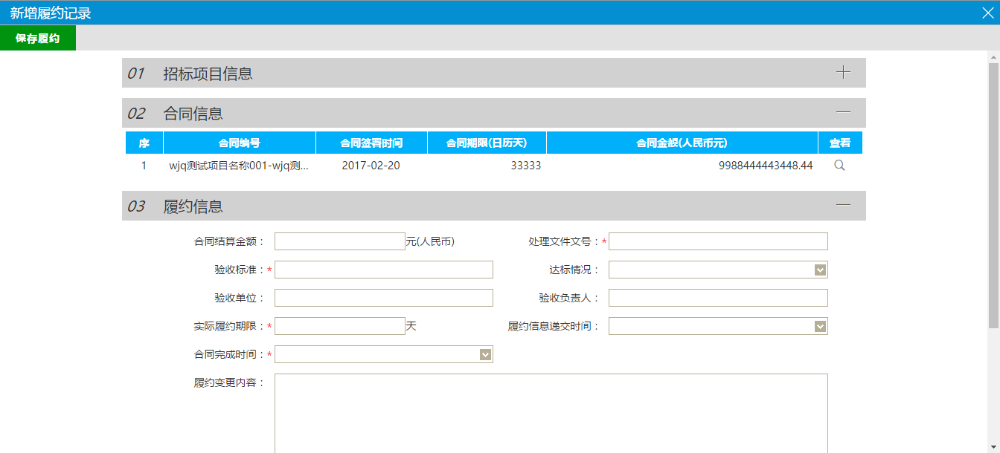 新增履约记录
保存履约
01 招标项目信息
02 合同信息
序 合同编号 合同签署时间 合同期限(日历天) 合同金额(人民币元) 查看
1 wjq测试项目名称001-wjq测... 2017-02-20 33333 9988444443448.44
03 履约信息
合同结算金额： 元(人民币) 处理文件文号：*
验收标准：* 达标情况：
验收单位： 验收负责人：
实际履约期限：* 天 履约信息递交时间：
合同完成时间：*
履约变更内容：